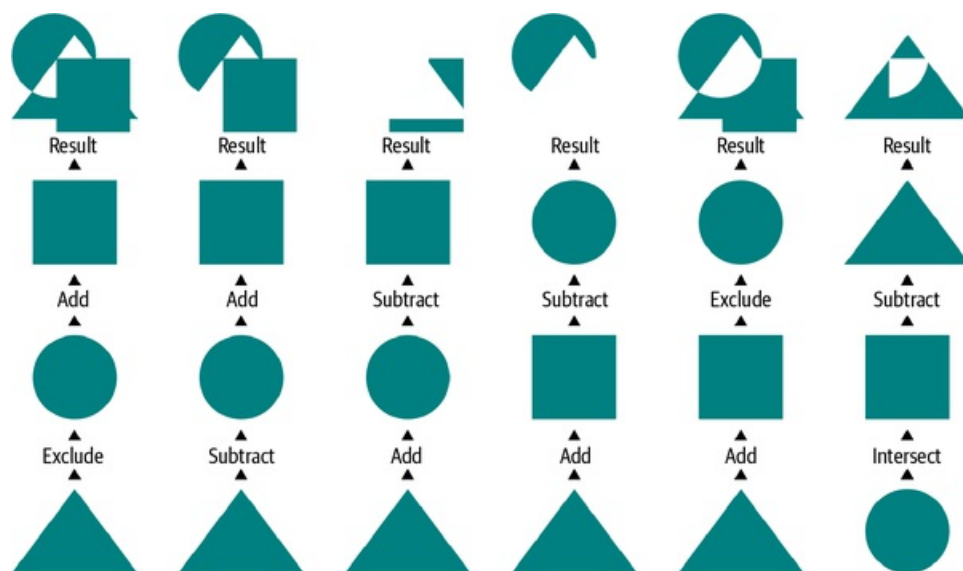 Result Result Result Result Result Result
Add Add Subtract Subtract Exclude Subtract
Exclude Subtract Add Add Add Intersect